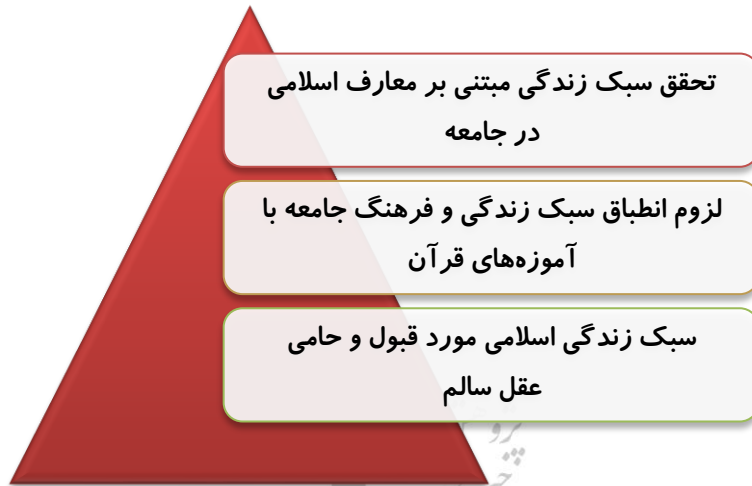 تحقق سبک زندگی مبتنی بر معارف اسلامی
در جامعه
لزوم انطباق سبک زندگی و فرهنگ جامعه با
آموزه‌های قرآن
سبک زندگی اسلامی مورد قبول و حامی
عقل سالم